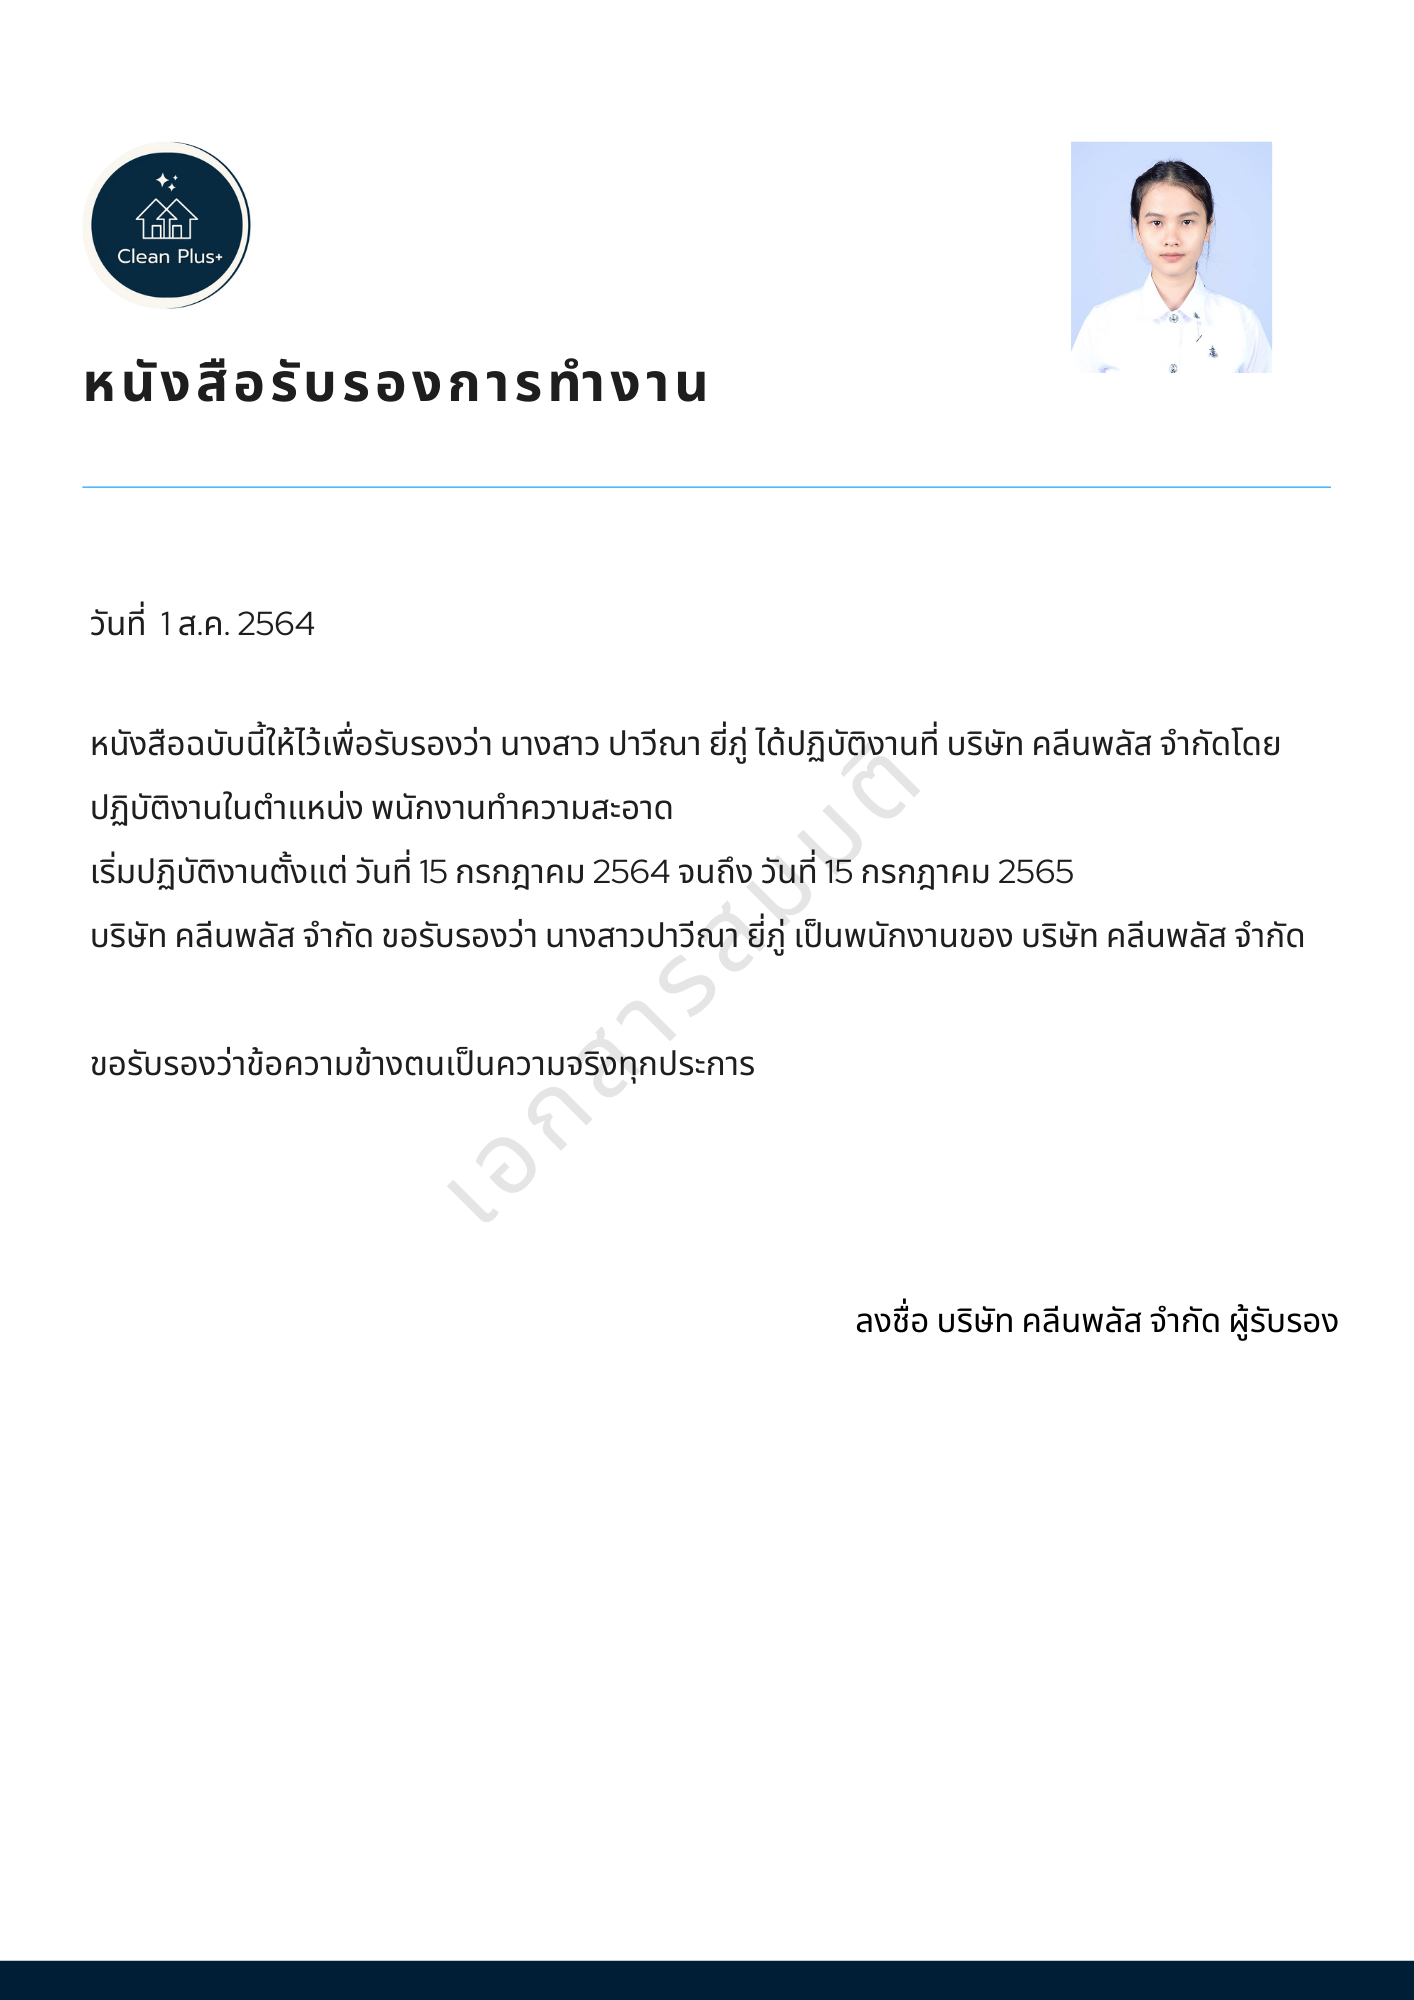 Clean Plus+
หนังสือรับรองการทำงาน
วันที่ 1 ส.ค. 2564
หนังสือฉบับนี้ให้ไว้เพื่อรับรองว่า นางสาว ปาวีณา ยี่ภู่ ได้ปฏิบัติงานที่ บริษัท คลีนพลัส จำกัดโดย
ปฏิบัติงานในตำแหน่ง พนักงานทำความสะอาด
เริ่มปฏิบัติงานตั้งแต่ วันที่ 15 กรกฎาคม 2564 จนถึง วันที่ 15 กรกฎาคม 2565
บริษัท คลีนพลัส จำกัด ขอรับรองว่า นางสาวปาวีณา ยี่ภู่ เป็นพนักงานของ บริษัท คลีนพลัส จำกัด
ขอรับรองว่าข้อความข้างตนเป็นความจริงทุกประการ
เอกสารสมมติ
ลงชื่อ บริษัท คลีนพลัส จำกัด ผู้รับรอง